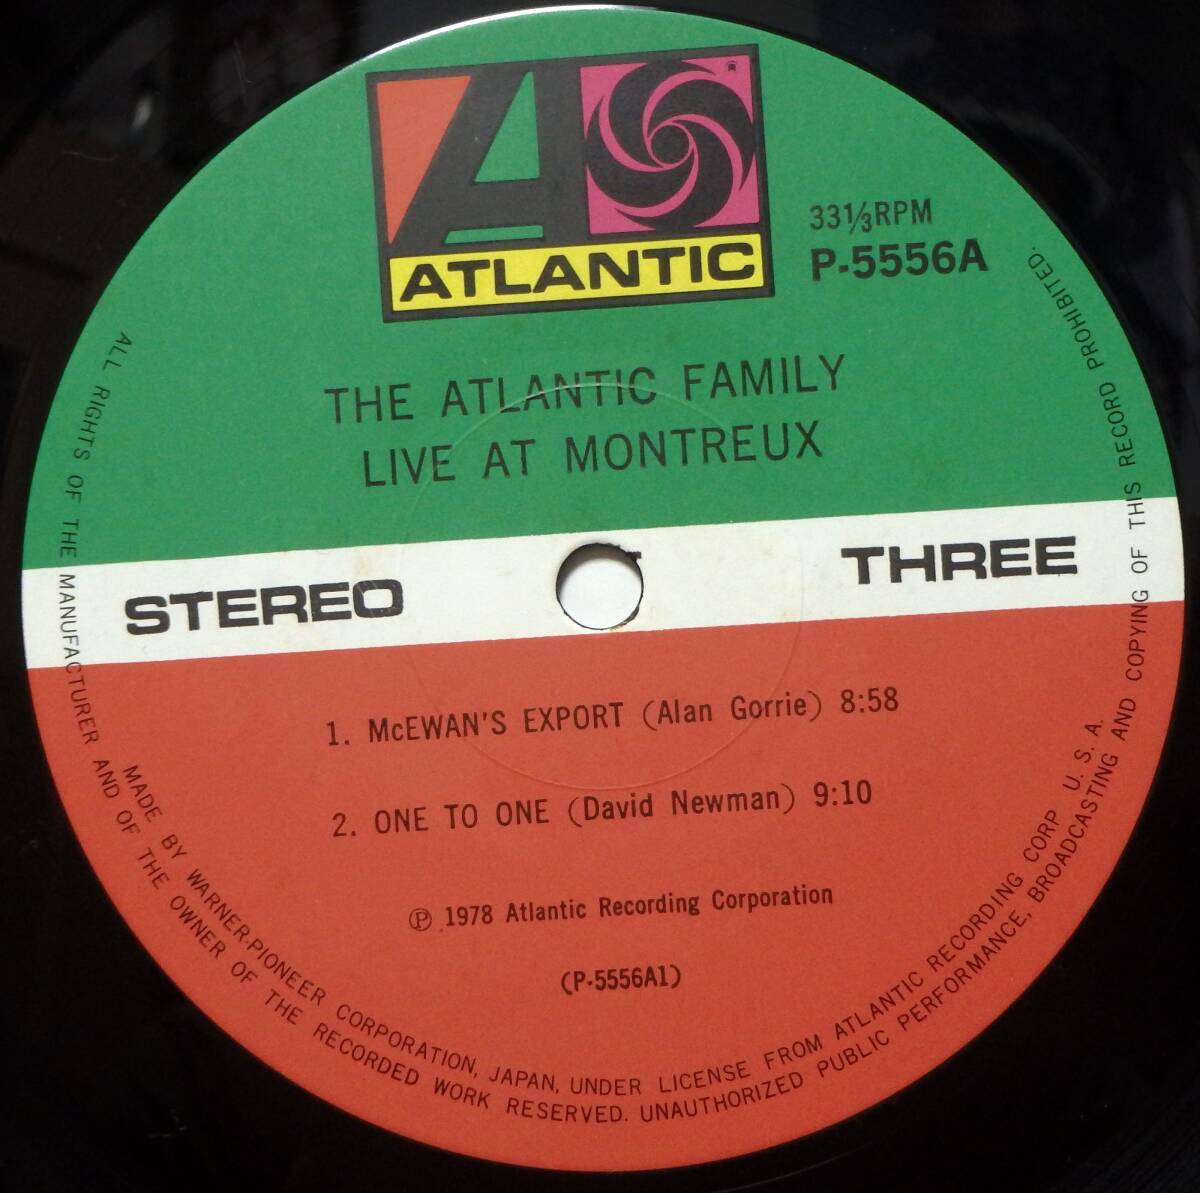 ATLANTIC
33⅓RPM
P-5556A
THE ATLANTIC FAMILY
LIVE AT MONTREUX
STEREO
THREE
1. McEWAN'S EXPORT (Alan Gorrie) 8:58
2. ONE TO ONE (David Newman) 9:10
℗ 1978 Atlantic Recording Corporation
(P-5556A1)
MADE BY WARNER-PIONEER CORPORATION, JAPAN, UNDER LICENSE FROM ATLANTIC RECORDING CORP U. S. A.
ALL RIGHTS OF THE MANUFACTURER AND OF THE OWNER OF THE RECORDED WORK RESERVED. UNAUTHORIZED PUBLIC PERFORMANCE, BROADCASTING AND COPYING OF THIS RECORD PROHIBITED.